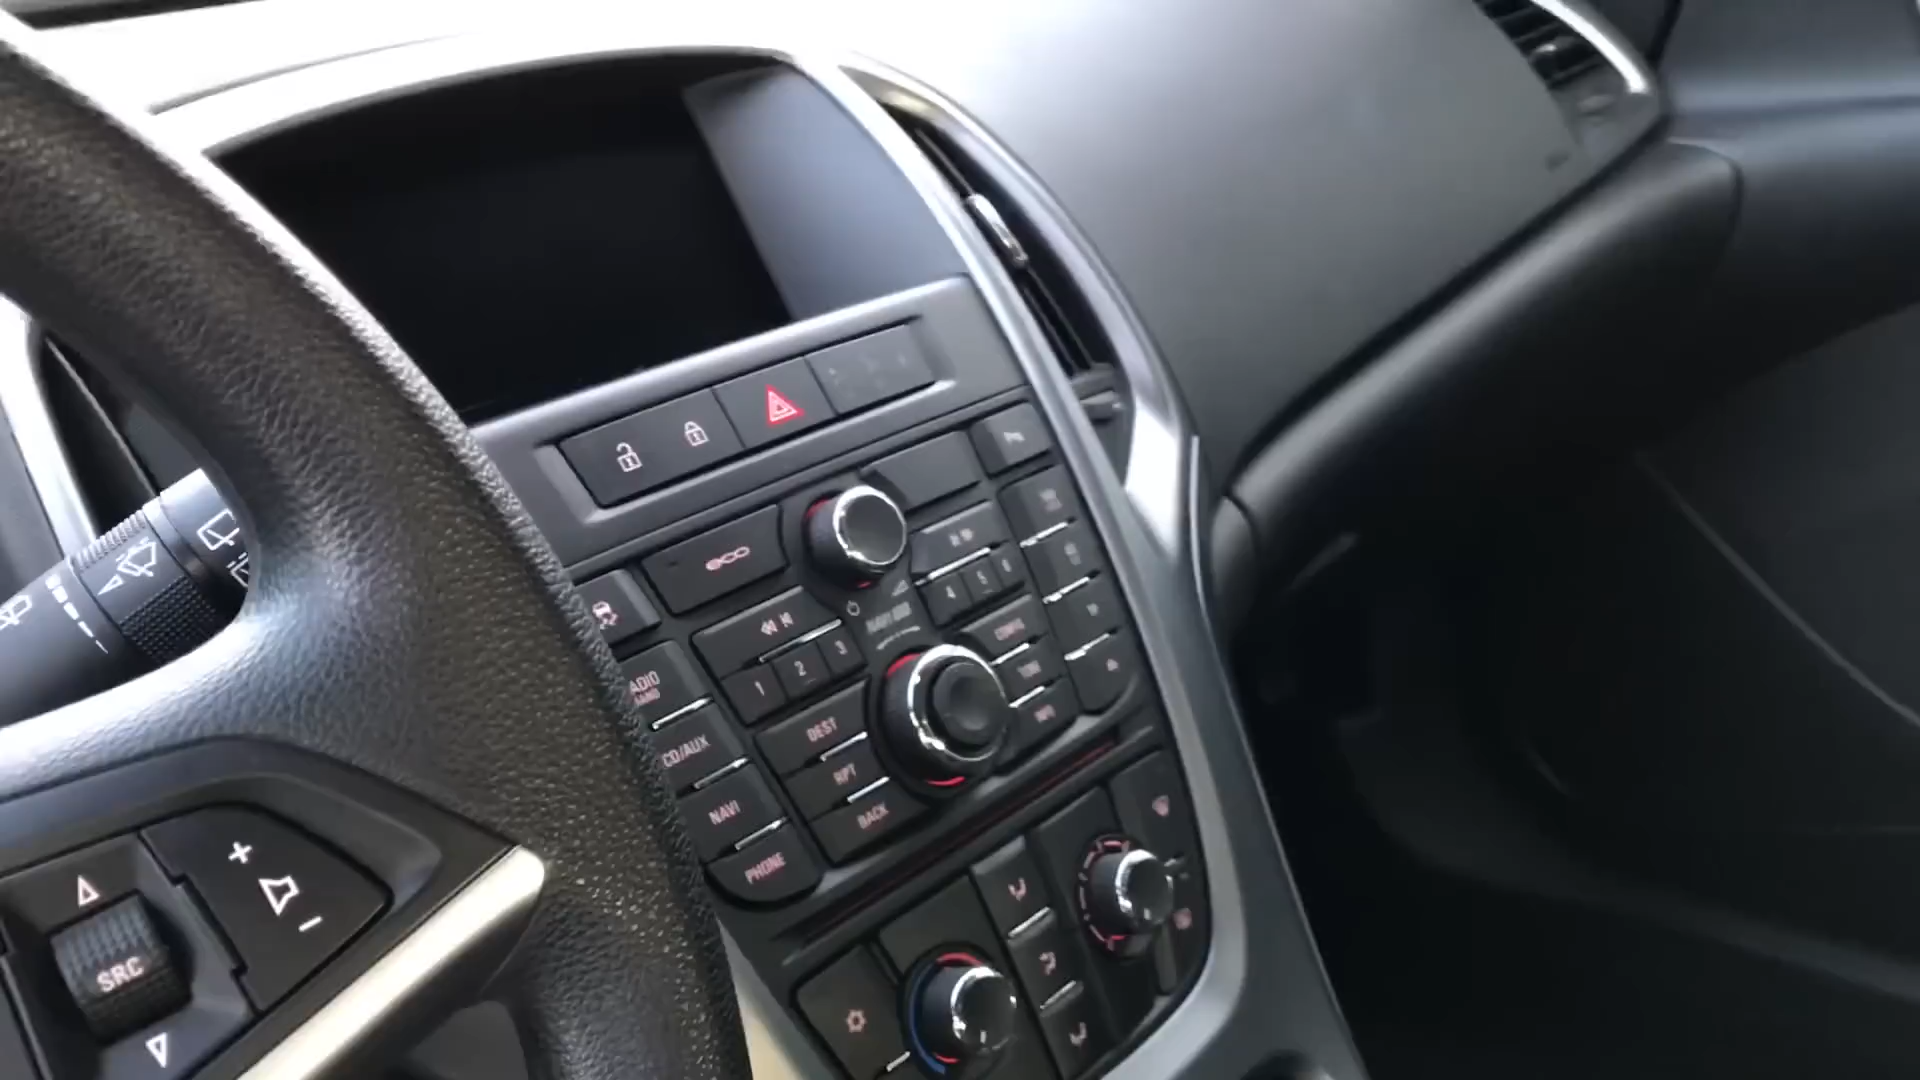 eco
4 5 6
NAVI
CONFIG
1 2 3
TONE
RADIO
BAND
INFO
DEST
CD/AUX
RPT
NAVI
BACK
PHONE
+
−
SRC